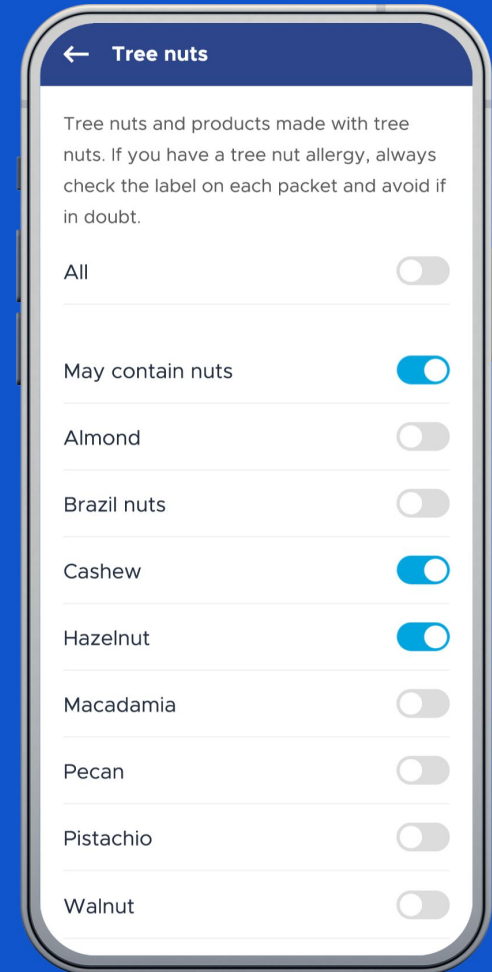 Tree nuts
Tree nuts and products made with tree
nuts. If you have a tree nut allergy, always
check the label on each packet and avoid if
in doubt.
All
May contain nuts
Almond
Brazil nuts
Cashew
Hazelnut
Macadamia
Pecan
Pistachio
Walnut